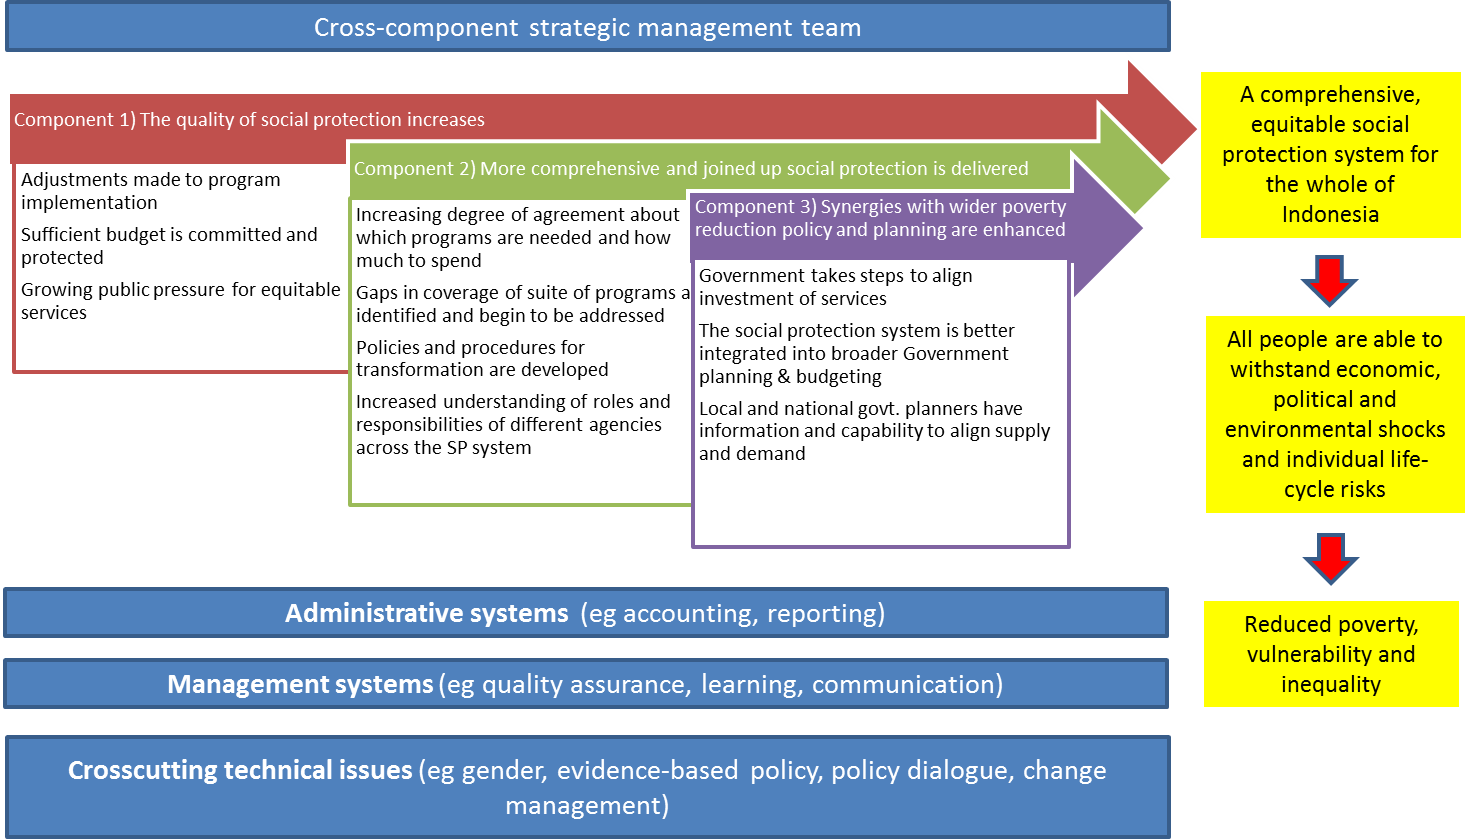 Cross-component strategic management team
Component 1) The quality of social protection increases
Adjustments made to program
implementation
Sufficient budget is committed and
protected
Growing public pressure for equitable
services
Component 2) More comprehensive and joined up social protection is delivered
Increasing degree of agreement about
which programs are needed and how
much to spend
Gaps in coverage of suite of programs a
identified and begin to be addressed
Policies and procedures for
transformation are developed
Increased understanding of roles and
responsibilities of different agencies
across the SP system
Component 3) Synergies with wider poverty
reduction policy and planning are enhanced
Government takes steps to align
investment of services
The social protection system is better
integrated into broader Government
planning & budgeting
Local and national govt. planners have
information and capability to align supply
and demand
A comprehensive,
equitable social
protection system for
the whole of
Indonesia
All people are able to
withstand economic,
political and
environmental shocks
and individual life-
cycle risks
Reduced poverty,
vulnerability and
inequality
Administrative systems (eg accounting, reporting)
Management systems (eg quality assurance, learning, communication)
Crosscutting technical issues (eg gender, evidence-based policy, policy dialogue, change
management)